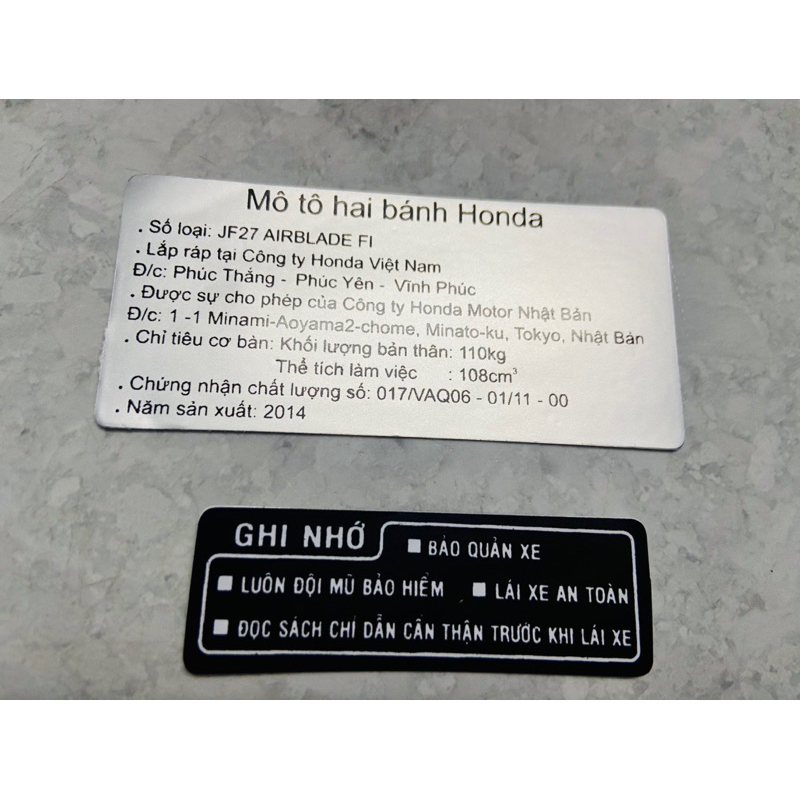 Mô tô hai bánh Honda
. Số loại: JF27 AIRBLADE FI
. Lắp ráp tại Công ty Honda Việt Nam
Đ/c: Phúc Thắng - Phúc Yên - Vĩnh Phúc
. Được sự cho phép của Công ty Honda Motor Nhật Bản
Đ/c: 1 -1 Minami-Aoyama2-chome, Minato-ku, Tokyo, Nhật Bản
. Chỉ tiêu cơ bản: Khối lượng bản thân: 110kg
Thể tích làm việc : 108cm³
. Chứng nhận chất lượng số: 017/VAQ06 - 01/11 - 00
. Năm sản xuất: 2014
GHI NHỚ ■ BẢO QUẢN XE
■ LUÔN ĐỘI MŨ BẢO HIỂM ■ LÁI XE AN TOÀN
■ ĐỌC SÁCH CHỈ DẪN CẨN THẬN TRƯỚC KHI LÁI XE